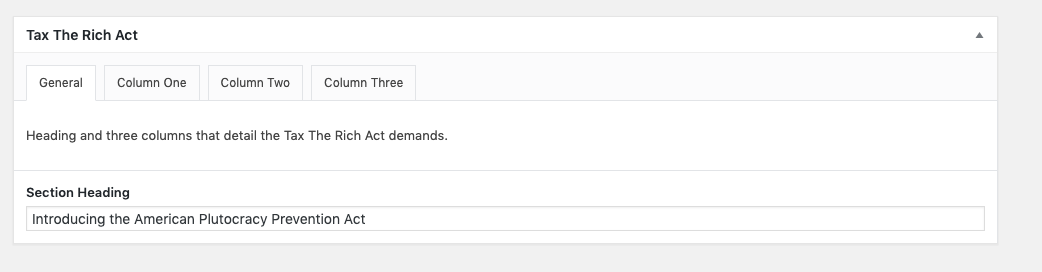 Tax The Rich Act
General Column One Column Two Column Three
Heading and three columns that detail the Tax The Rich Act demands.
Section Heading
Introducing the American Plutocracy Prevention Act